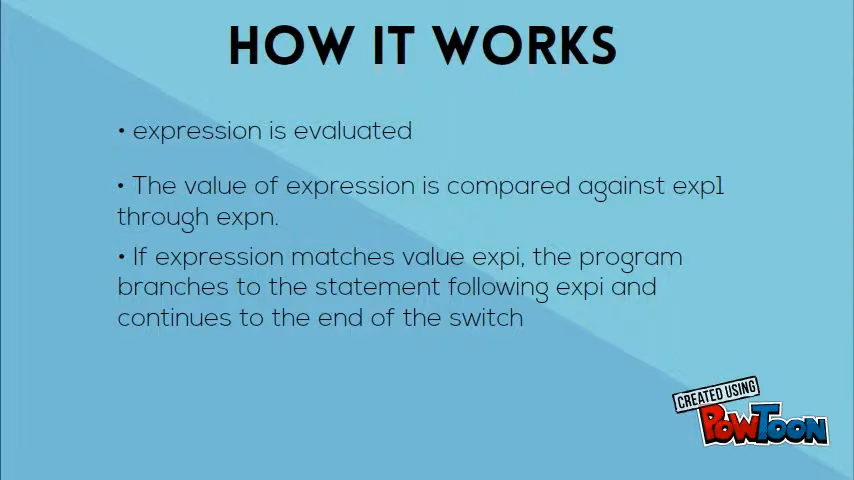 HOW IT WORKS
• expression is evaluated
• The value of expression is compared against exp1
through expn.
• If expression matches value expi, the program
branches to the statement following expi and
continues to the end of the switch
CREATED USING
POWTOON